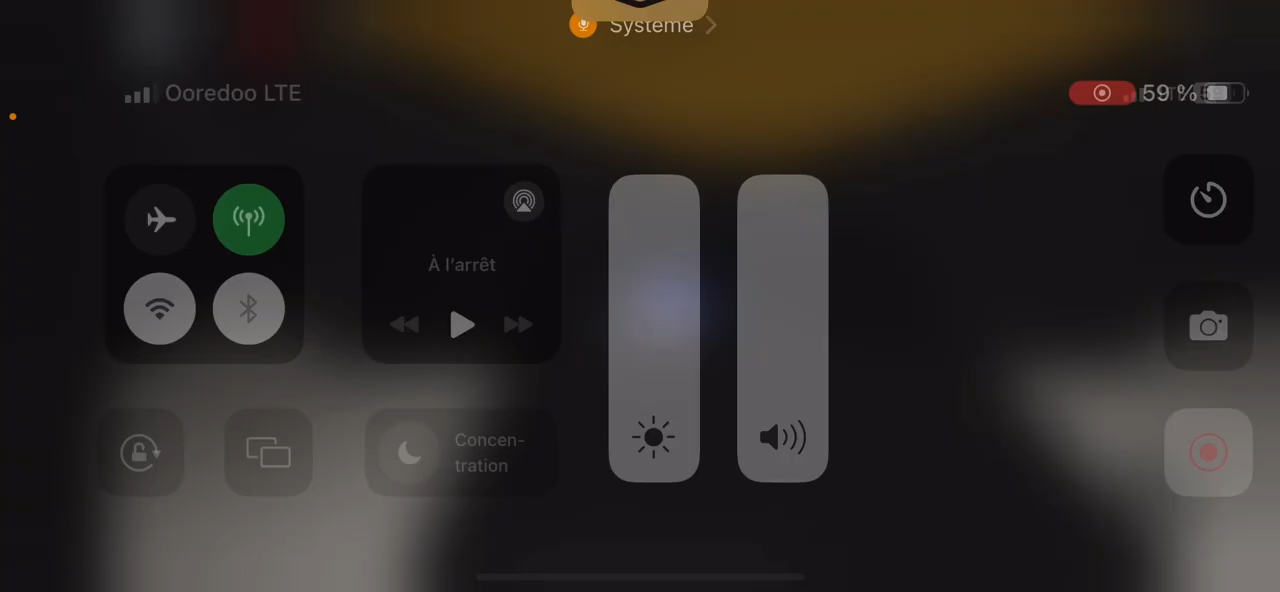 Système
Ooredoo LTE
59 %
À l'arrêt
Concen-
tration